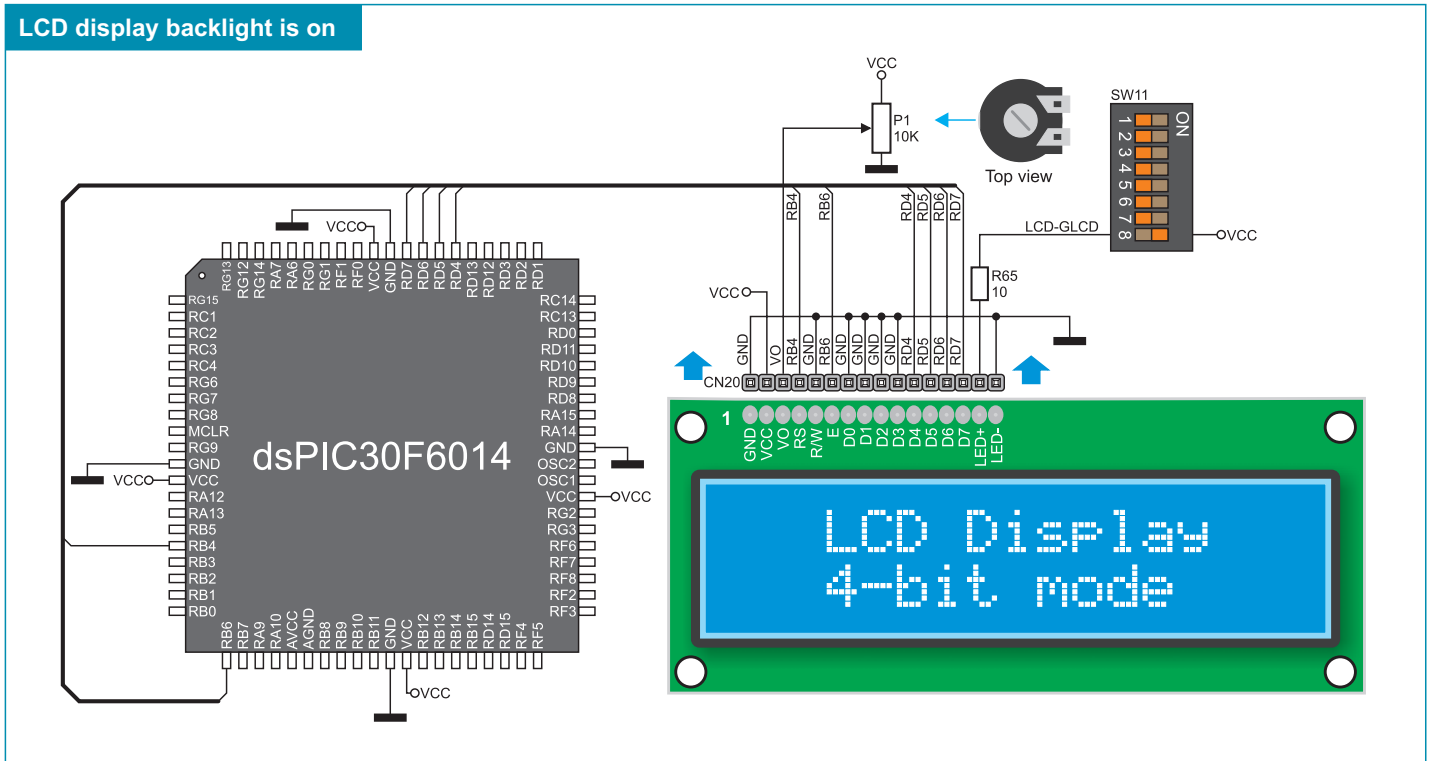 LCD display backlight is on
VCC
P1
10K
Top view
SW11
ON
1
2
3
4
5
6
7
8
LCD-GLCD
VCC
R65
10
RB4
RB6
RD4
RD5
RD6
RD7
VCC
GND
VO
RB4
GND
RB6
GND
GND
GND
GND
RD4
RD5
RD6
RD7
CN20
1
GND
VCC
VO
RS
R/W
E
D0
D1
D2
D3
D4
D5
D6
D7
LED+
LED-
LCD Display
4-bit mode
VCC
RG13
RG12
RG14
RA7
RA6
RG0
RG1
RF1
RF0
VCC
GND
RD7
RD6
RD5
RD4
RD13
RD12
RD3
RD2
RD1
RG15
RC1
RC2
RC3
RC4
RG6
RG7
RG8
MCLR
RG9
GND
VCC
RA12
RA13
RB5
RB4
RB3
RB2
RB1
RB0
VCC
dsPIC30F6014
RC14
RC13
RD0
RD11
RD10
RD9
RD8
RA15
RA14
GND
OSC2
OSC1
VCC
RG2
RG3
RF6
RF7
RF8
RF2
RF3
VCC
RB6
RB7
RA9
RA10
AVCC
AGND
RB8
RB9
RB10
RB11
GND
VCC
RB12
RB13
RB14
RB15
RD14
RD15
RF4
RF5
VCC